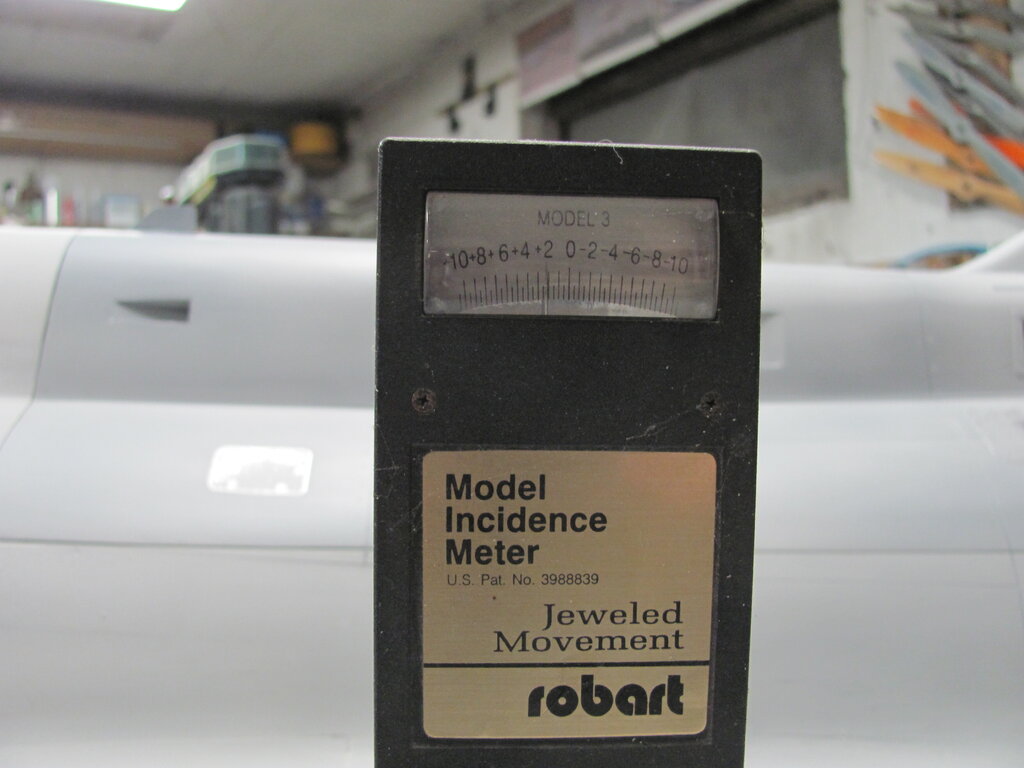 MODEL 3
10+8+6+4+2 0-2-4-6-8-10
Model
Incidence
Meter
U.S. Pat. No. 3988839
Jeweled
Movement
robart